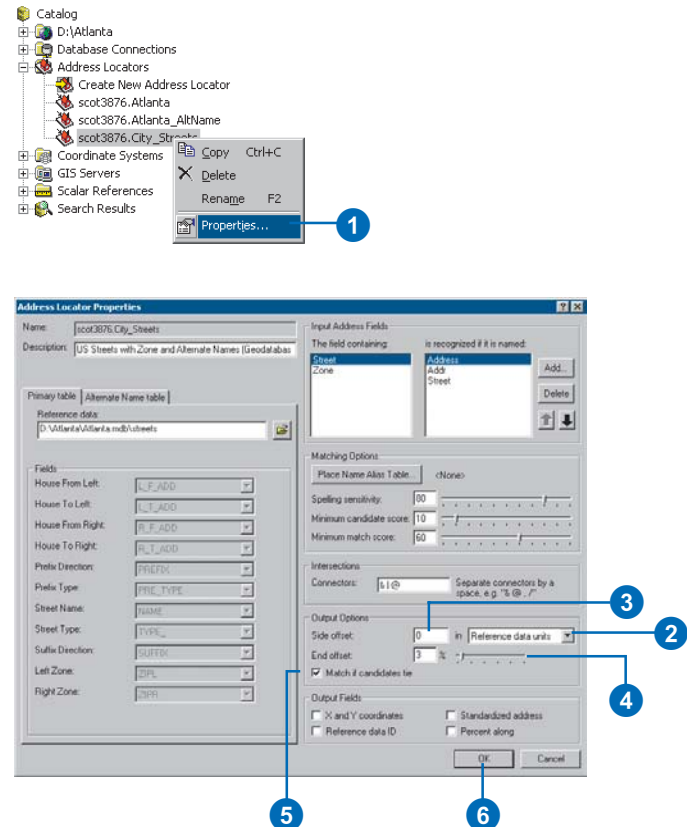 Catalog
D:\Atlanta
Database Connections
Address Locators
Create New Address Locator
scot3876.Atlanta
scot3876.Atlanta_AltName
scot3876.City_Streets
Coordinate Systems
GIS Servers
Scalar References
Search Results
Copy Ctrl+C
Delete
Rename F2
Properties...
1
Address Locator Properties
Name: scot3876.City_Streets
Description: US Streets with Zone and Alternate Names (Geodatabas
Primary table Alternate Name table
Reference data:
D:\Atlanta\Atlanta.mdb\streets
Fields
House From Left: L_F_ADD
House To Left: L_T_ADD
House From Right: R_F_ADD
House To Right: R_T_ADD
Prefix Direction: PREFIX
Prefix Type: PRE_TYPE
Street Name: NAME
Street Type: TYPE_
Suffix Direction: SUFFIX
Left Zone: ZIPL
Right Zone: ZIPR
Input Address Fields
The field containing: is recognized if it is named:
Street
Zone
Address
Addr
Street
Add...
Delete
Matching Options
Place Name Alias Table... <None>
Spelling sensitivity: 80
Minimum candidate score: 10
Minimum match score: 60
Intersections
Connectors: & | @ Separate connectors by a
space, e.g. "& @ , /"
Output Options
Side offset: 0 in Reference data units
End offset: 3 %
Match if candidates tie
Output Fields
X and Y coordinates Standardized address
Reference data ID Percent along
OK Cancel
3
2
4
5
6